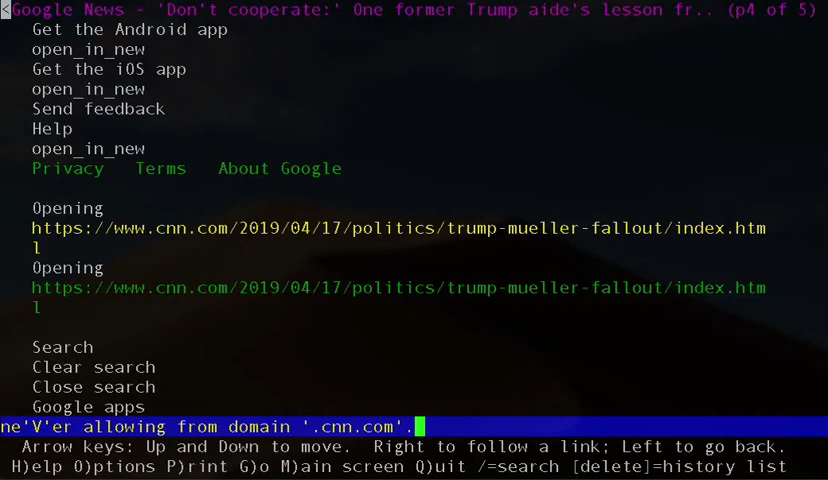 <Google News - 'Don't cooperate:' One former Trump aide's lesson fr.. (p4 of 5)
Get the Android app
open_in_new
Get the iOS app
open_in_new
Send feedback
Help
open_in_new
Privacy   Terms   About Google
Opening
https://www.cnn.com/2019/04/17/politics/trump-mueller-fallout/index.htm
l
Opening
https://www.cnn.com/2019/04/17/politics/trump-mueller-fallout/index.htm
l
Search
Clear search
Close search
Google apps
ne'V'er allowing from domain '.cnn.com'.
Arrow keys: Up and Down to move.  Right to follow a link; Left to go back.
H)elp O)ptions P)rint G)o M)ain screen Q)uit /=search [delete]=history list